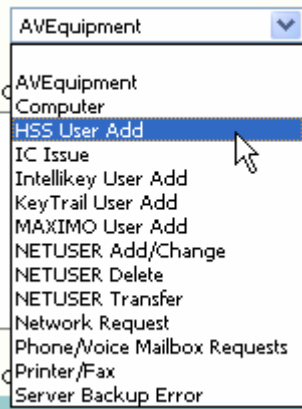 AVEquipment
AVEquipment
Computer
HSS User Add
IC Issue
Intellikey User Add
KeyTrail User Add
MAXIMO User Add
NETUSER Add/Change
NETUSER Delete
NETUSER Transfer
Network Request
Phone/Voice Mailbox Requests
Printer/Fax
Server Backup Error